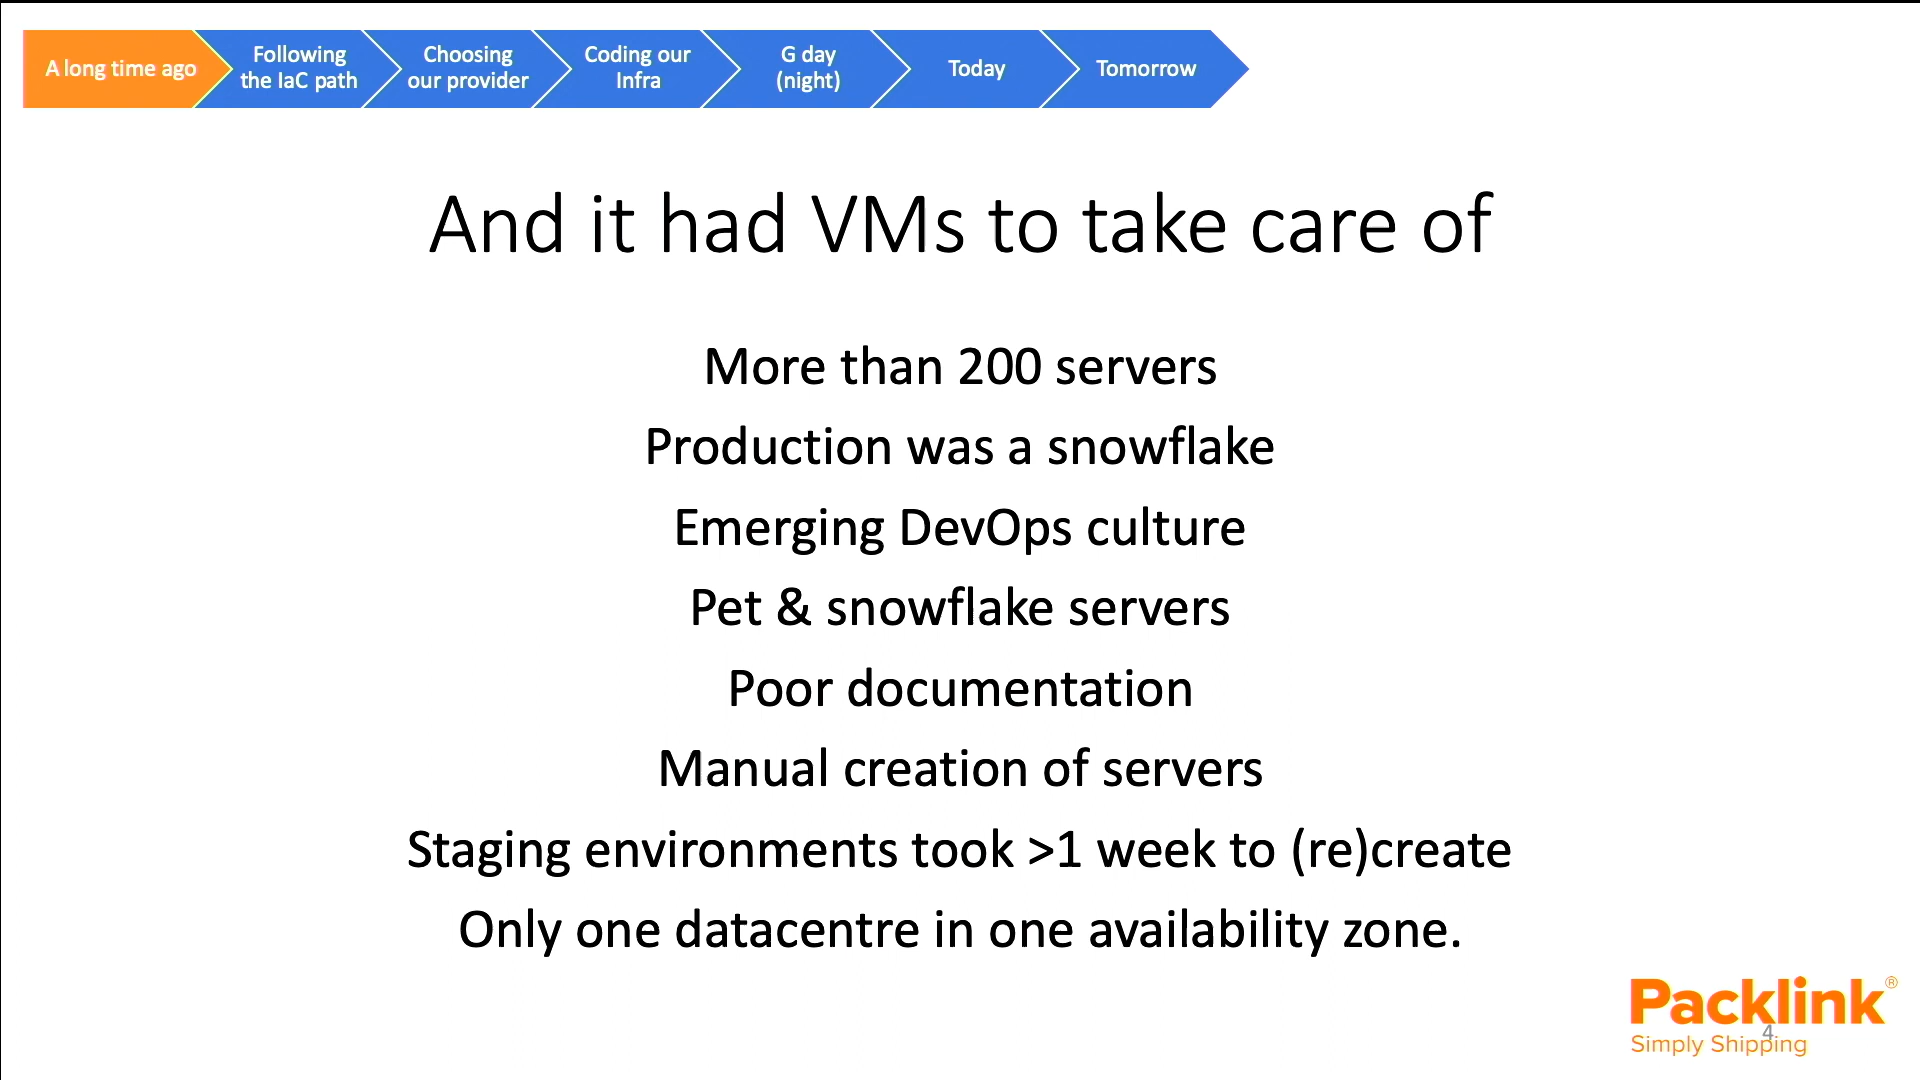 A long time ago
Following
the IaC path
Choosing
our provider
Coding our
Infra
G day
(night)
Today
Tomorrow
And it had VMs to take care of
More than 200 servers
Production was a snowflake
Emerging DevOps culture
Pet & snowflake servers
Poor documentation
Manual creation of servers
Staging environments took >1 week to (re)create
Only one datacentre in one availability zone.
Packlink®
4
Simply Shipping